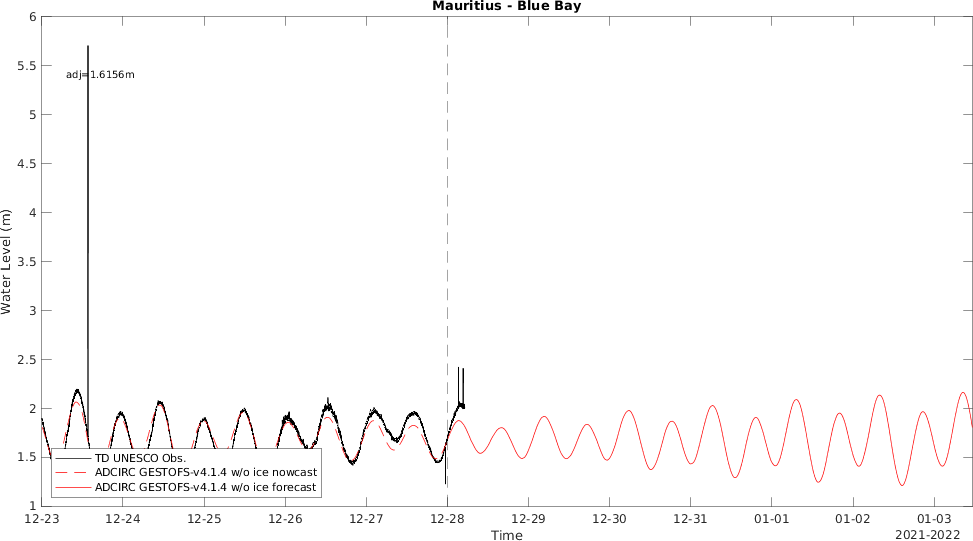 Mauritius - Blue Bay
6
5.5
adj=1.6156m
5
4.5
4
3.5
3
2.5
2
1.5
1
Water Level (m)
TD UNESCO Obs.
ADCIRC GESTOFS-v4.1.4 w/o ice nowcast
ADCIRC GESTOFS-v4.1.4 w/o ice forecast
12-23 12-24 12-25 12-26 12-27 12-28 12-29 12-30 12-31 01-01 01-02 01-03
Time
2021-2022